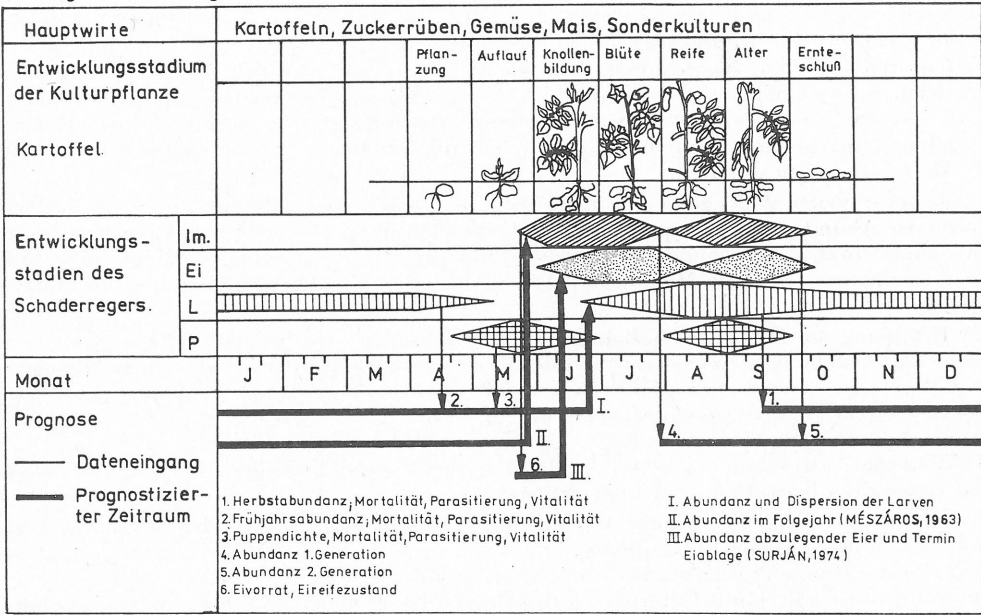 Hauptwirte
Kartoffeln, Zuckerrüben, Gemüse, Mais, Sonderkulturen
Entwicklungsstadium
der Kulturpflanze
Kartoffel.
Pflan-
zung
Auflauf
Knollen-
bildung
Blüte
Reife
Alter
Ernte-
schluß
Entwicklungs-
stadien des
Schaderregers.
Im.
Ei
L
P
Monat
J F M A M J J A S O N D
Prognose
Dateneingang
Prognostizier-
ter Zeitraum
2. 3. I. 1.
II. 4. 5.
6. III.
1. Herbstabundanz; Mortalität, Parasitierung, Vitalität
2. Frühjahrsabundanz; Mortalität, Parasitierung, Vitalität
3. Puppendichte, Mortalität, Parasitierung, Vitalität
4. Abundanz 1. Generation
5. Abundanz 2. Generation
6. Eivorrat, Eireifezustand
I. Abundanz und Dispersion der Larven
II. Abundanz im Folgejahr (MÉSZÁROS, 1963)
III. Abundanz abzulegender Eier und Termin
Eiablage (SURJÁN, 1974)